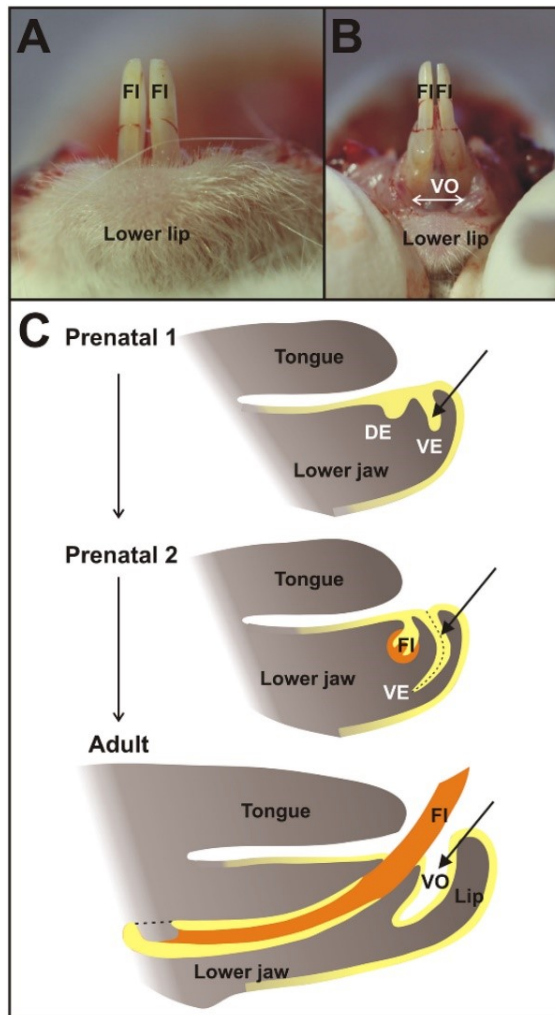 A
FI FI
Lower lip
B
FI FI
VO
Lower lip
C
Prenatal 1
Tongue
DE
VE
Lower jaw
Prenatal 2
Tongue
FI
Lower jaw
VE
Adult
Tongue
FI
VO
Lip
Lower jaw